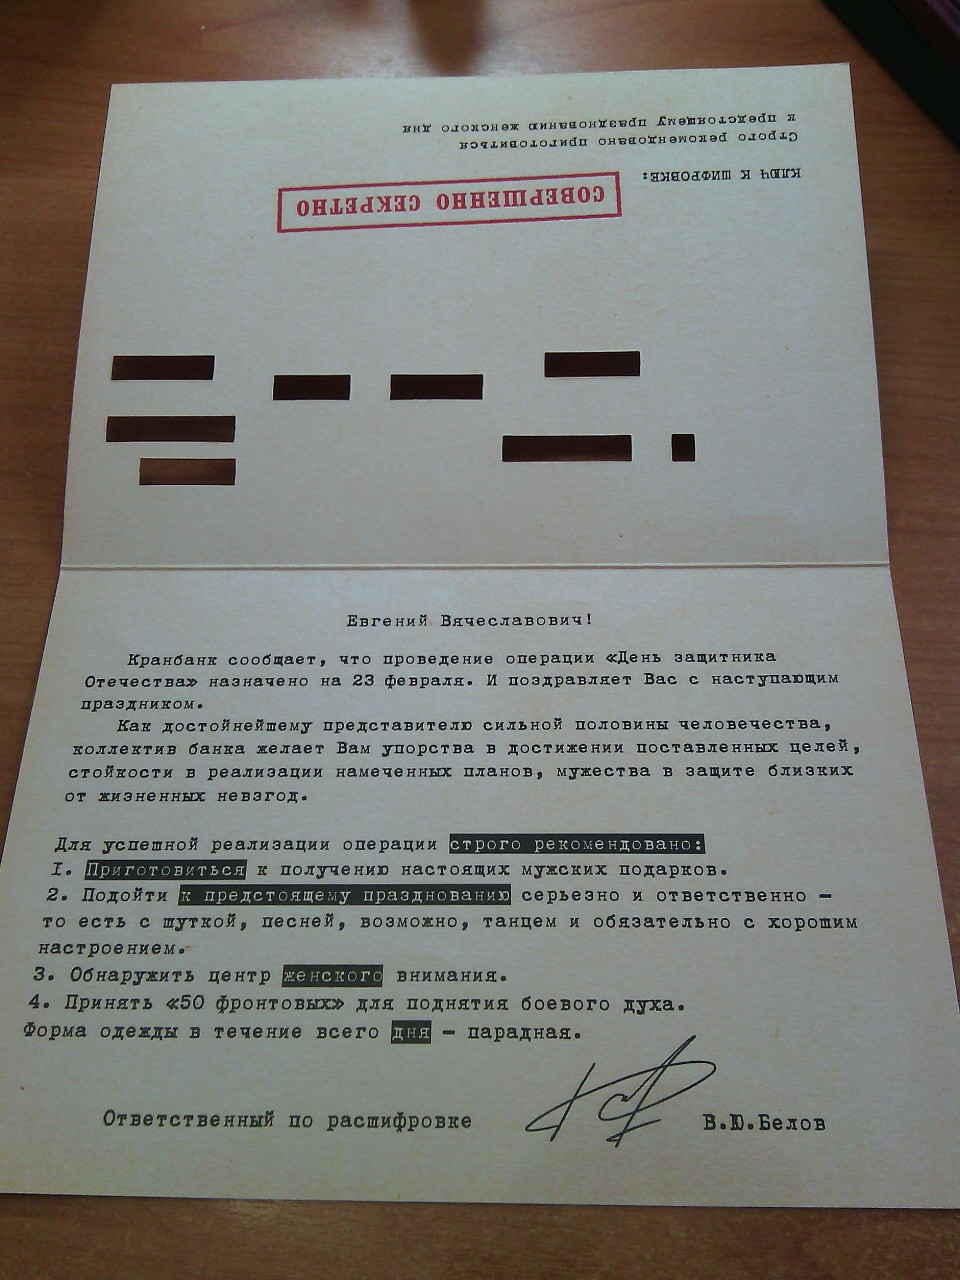 КЛЮЧ К ШИФРОВКЕ:
Строго рекомендовано приготовиться
к предстоящему празднованию женского дня
СОВЕРШЕННО СЕКРЕТНО
Евгений Вячеславович!
Кранбанк сообщает, что проведение операции «День защитника
Отечества» назначено на 23 февраля. И поздравляет Вас с наступающим
праздником.
Как достойнейшему представителю сильной половины человечества,
коллектив банка желает Вам упорства в достижении поставленных целей,
стойкости в реализации намеченных планов, мужества в защите близких
от жизненных невзгод.
Для успешной реализации операции строго рекомендовано:
1. Приготовиться к получению настоящих мужских подарков.
2. Подойти к предстоящему празднованию серьезно и ответственно —
то есть с шуткой, песней, возможно, танцем и обязательно с хорошим
настроением.
3. Обнаружить центр женского внимания.
4. Принять «50 фронтовых» для поднятия боевого духа.
Форма одежды в течение всего дня — парадная.
Ответственный по расшифровке В.Ю.Белов